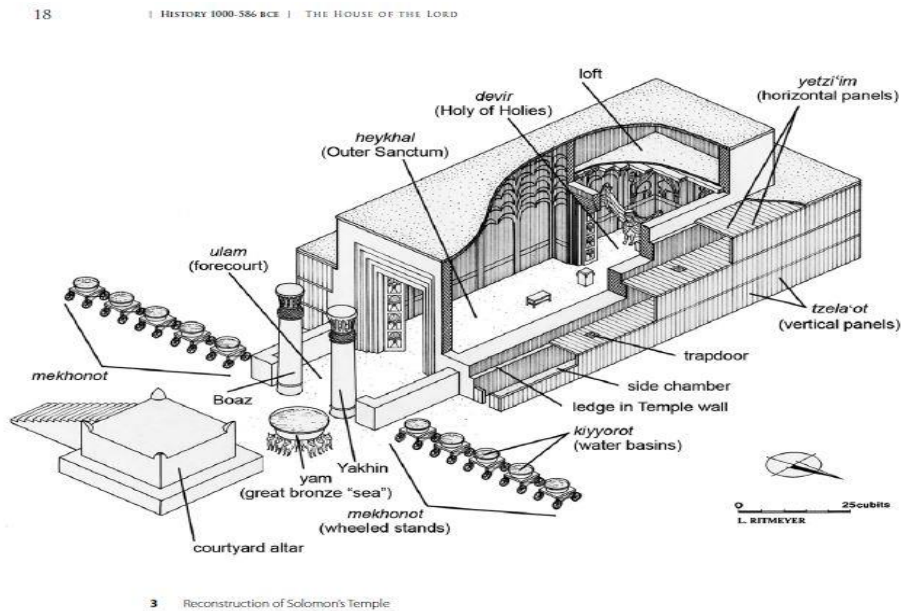 18
| HISTORY 1000-586 BCE | THE HOUSE OF THE LORD
loft
yetzi‘im
(horizontal panels)
devir
(Holy of Holies)
heykhal
(Outer Sanctum)
ulam
(forecourt)
tzela‘ot
(vertical panels)
trapdoor
mekhonot
side chamber
Boaz
ledge in Temple wall
kiyyorot
(water basins)
Yakhin
yam
(great bronze “sea”)
mekhonot
(wheeled stands)
0 25cubits
L. RITMEYER
courtyard altar
3 Reconstruction of Solomon's Temple